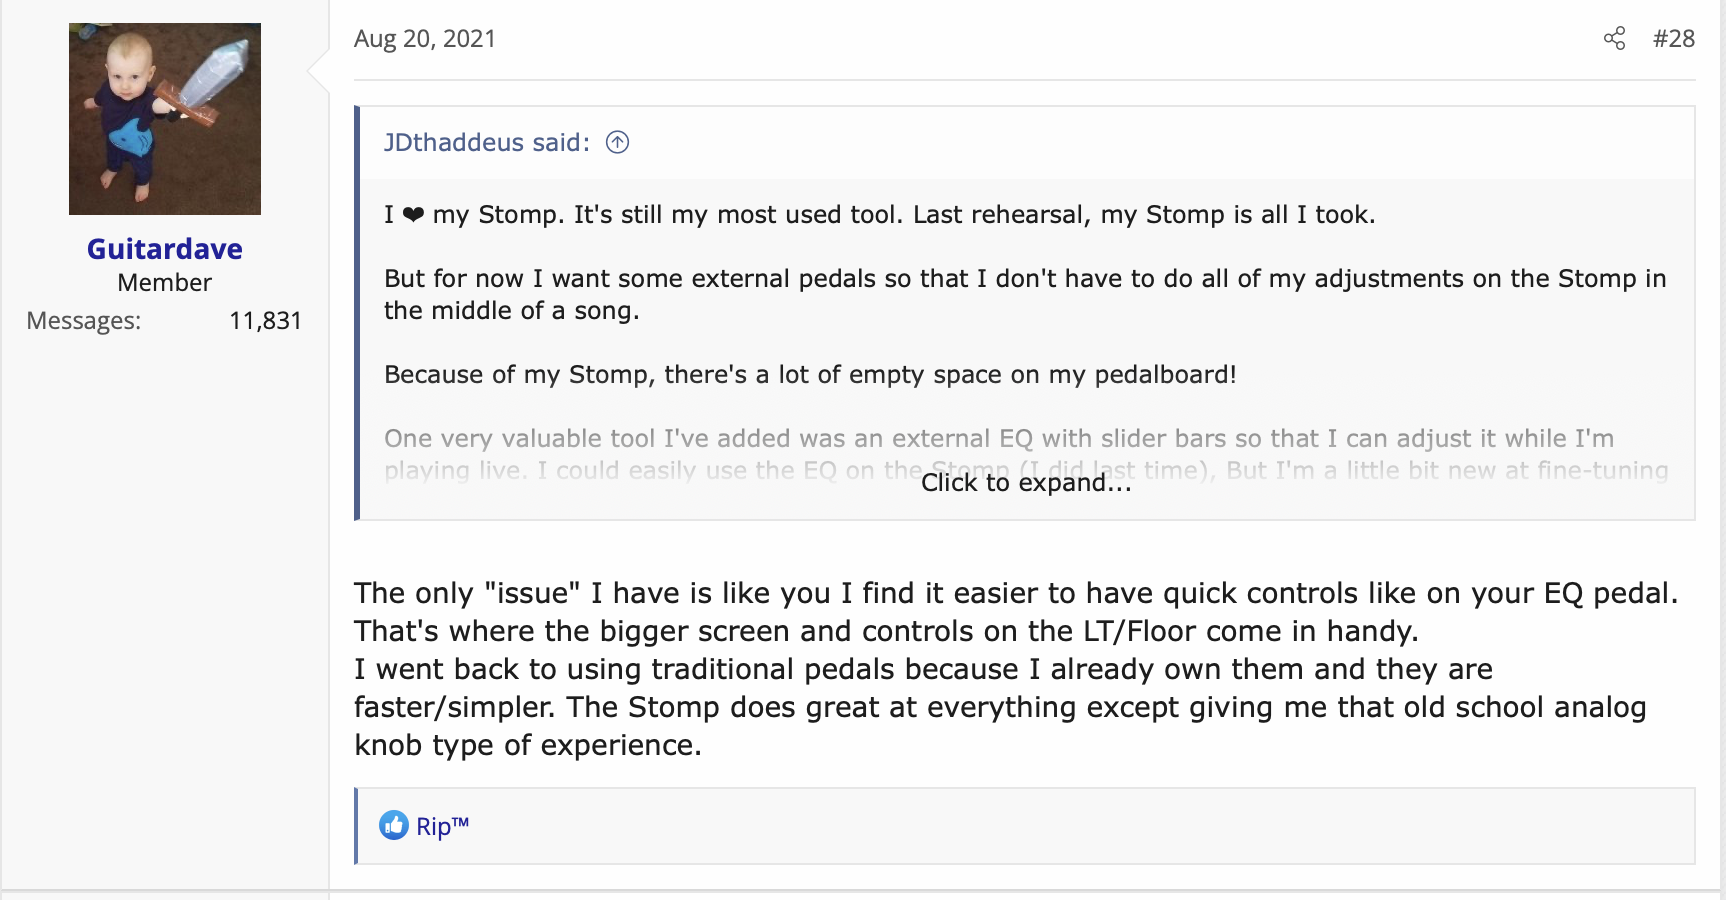 Aug 20, 2021
#28
Guitardave
Member
Messages: 11,831
JDthaddeus said:
I ❤ my Stomp. It's still my most used tool. Last rehearsal, my Stomp is all I took.
But for now I want some external pedals so that I don't have to do all of my adjustments on the Stomp in
the middle of a song.
Because of my Stomp, there's a lot of empty space on my pedalboard!
One very valuable tool I've added was an external EQ with slider bars so that I can adjust it while I'm
playing live. I could easily use the EQ on the Stomp (I did last time), But I'm a little bit new at fine-tuning
Click to expand...
The only "issue" I have is like you I find it easier to have quick controls like on your EQ pedal.
That's where the bigger screen and controls on the LT/Floor come in handy.
I went back to using traditional pedals because I already own them and they are
faster/simpler. The Stomp does great at everything except giving me that old school analog
knob type of experience.
Rip™